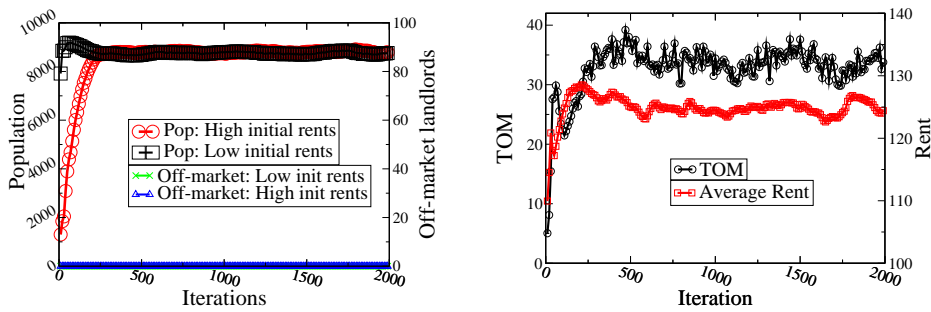 10000
8000
6000
4000
2000
0
Population
100
80
60
40
20
0
Off-market landlords
Pop: High initial rents
Pop: Low initial rents
Off-market: Low init rents
Off-market: High init rents
0 500 1000 1500 2000
Iterations
40
30
20
10
0
TOM
140
130
120
110
100
Rent
TOM
Average Rent
0 500 1000 1500 2000
Iteration